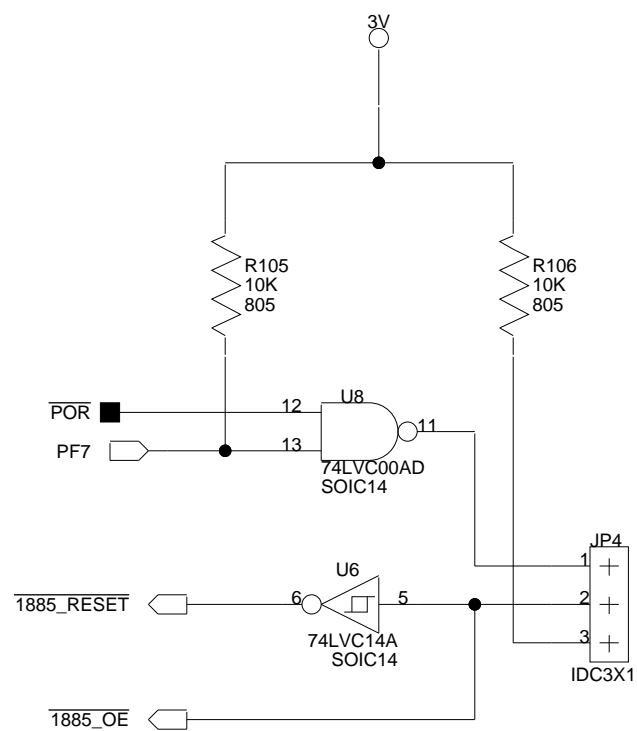 3V
R105
10K
805
R106
10K
805
POR
12
U8
11
PF7
13
74LVC00AD
SOIC14
JP4
1
U6
1885_RESET
6
5
2
3
74LVC14A
SOIC14
IDC3X1
1885_OE